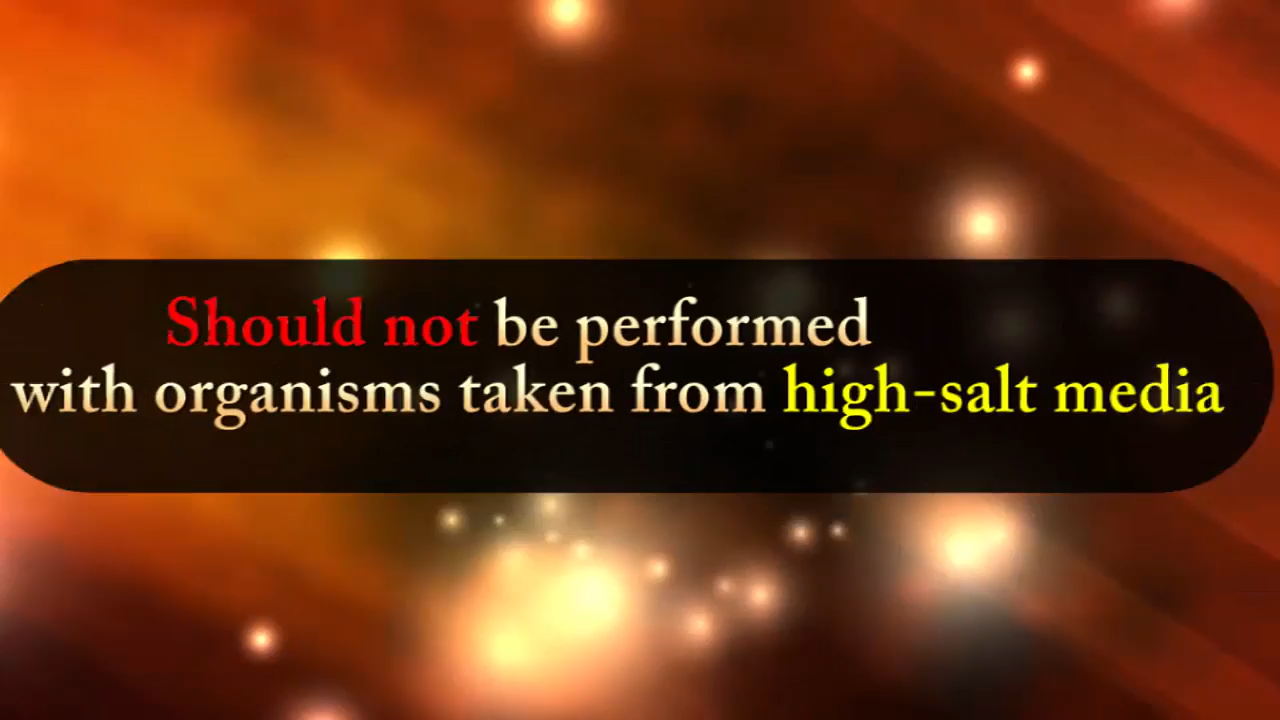 Should not be performed
with organisms taken from high-salt media